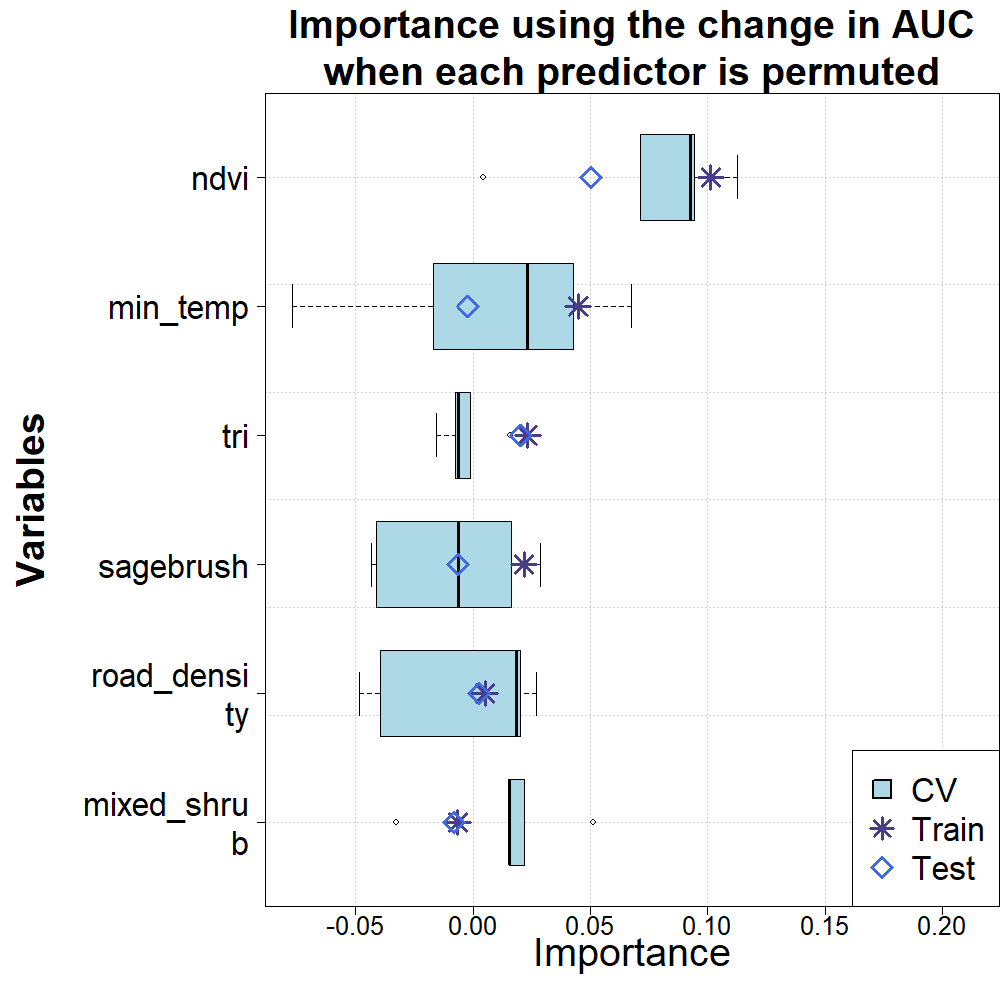 Importance using the change in AUC
when each predictor is permuted
Variables
ndvi
min_temp
tri
sagebrush
road_densi
ty
mixed_shru
b
CV
Train
Test
-0.05 0.00 0.05 0.10 0.15 0.20
Importance